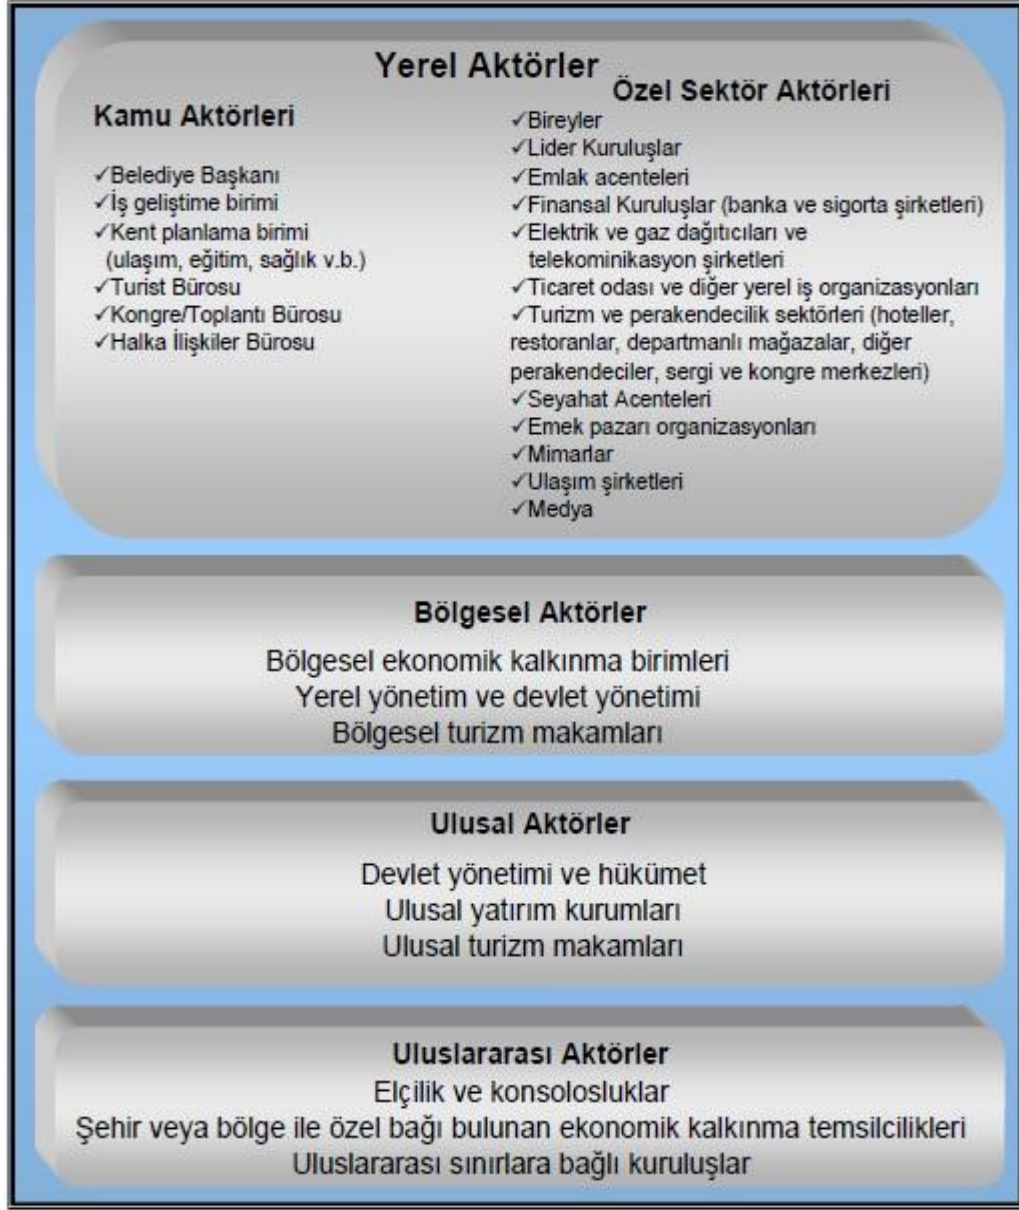 Yerel Aktörler
Kamu Aktörleri
✓Belediye Başkanı
✓İş geliştime birimi
✓Kent planlama birimi
(ulaşım, eğitim, sağlık v.b.)
✓Turist Bürosu
✓Kongre/Toplantı Bürosu
✓Halka İlişkiler Bürosu
Özel Sektör Aktörleri
✓Bireyler
✓Lider Kuruluşlar
✓Emlak acenteleri
✓Finansal Kuruluşlar (banka ve sigorta şirketleri)
✓Elektrik ve gaz dağıtıcıları ve
telekominikasyon şirketleri
✓Ticaret odası ve diğer yerel iş organizasyonları
✓Turizm ve perakendecilik sektörleri (hoteller,
restoranlar, departmanlı mağazalar, diğer
perakendeciler, sergi ve kongre merkezleri)
✓Seyahat Acenteleri
✓Emek pazarı organizasyonları
✓Mimarlar
✓Ulaşım şirketleri
✓Medya
Bölgesel Aktörler
Bölgesel ekonomik kalkınma birimleri
Yerel yönetim ve devlet yönetimi
Bölgesel turizm makamları
Ulusal Aktörler
Devlet yönetimi ve hükümet
Ulusal yatırım kurumları
Ulusal turizm makamları
Uluslararası Aktörler
Elçilik ve konsolosluklar
Şehir veya bölge ile özel bağı bulunan ekonomik kalkınma temsilcilikleri
Uluslararası sınırlara bağlı kuruluşlar